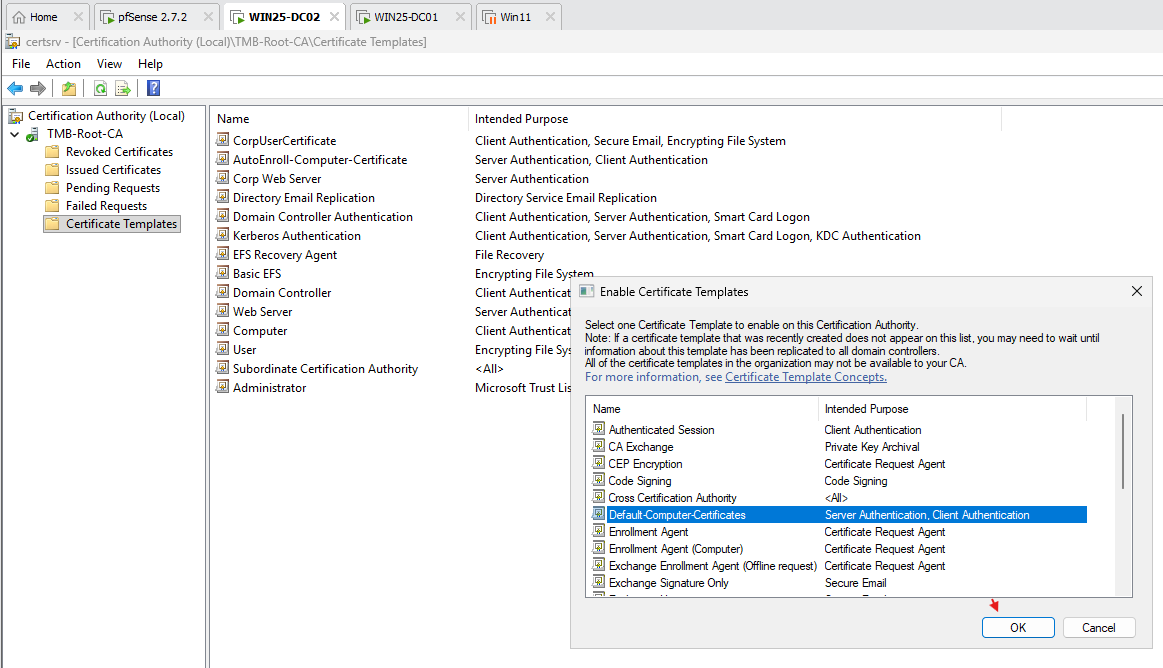 Home
pfSense 2.7.2
WIN25-DC02
WIN25-DC01
Win11
certsrv - [Certification Authority (Local)\TMB-Root-CA\Certificate Templates]
File Action View Help
Certification Authority (Local)
TMB-Root-CA
Revoked Certificates
Issued Certificates
Pending Requests
Failed Requests
Certificate Templates
Name Intended Purpose
CorpUserCertificate Client Authentication, Secure Email, Encrypting File System
AutoEnroll-Computer-Certificate Server Authentication, Client Authentication
Corp Web Server Server Authentication
Directory Email Replication Directory Service Email Replication
Domain Controller Authentication Client Authentication, Server Authentication, Smart Card Logon
Kerberos Authentication Client Authentication, Server Authentication, Smart Card Logon, KDC Authentication
EFS Recovery Agent File Recovery
Basic EFS Encrypting File System
Domain Controller Client Authenticat
Web Server Server Authenticat
Computer Client Authenticat
User Encrypting File Sys
Subordinate Certification Authority <All>
Administrator Microsoft Trust Lis
Enable Certificate Templates
Select one Certificate Template to enable on this Certification Authority.
Note: If a certificate template that was recently created does not appear on this list, you may need to wait until
information about this template has been replicated to all domain controllers.
All of the certificate templates in the organization may not be available to your CA.
For more information, see Certificate Template Concepts.
Name Intended Purpose
Authenticated Session Client Authentication
CA Exchange Private Key Archival
CEP Encryption Certificate Request Agent
Code Signing Code Signing
Cross Certification Authority <All>
Default-Computer-Certificates Server Authentication, Client Authentication
Enrollment Agent Certificate Request Agent
Enrollment Agent (Computer) Certificate Request Agent
Exchange Enrollment Agent (Offline request) Certificate Request Agent
Exchange Signature Only Secure Email
OK Cancel